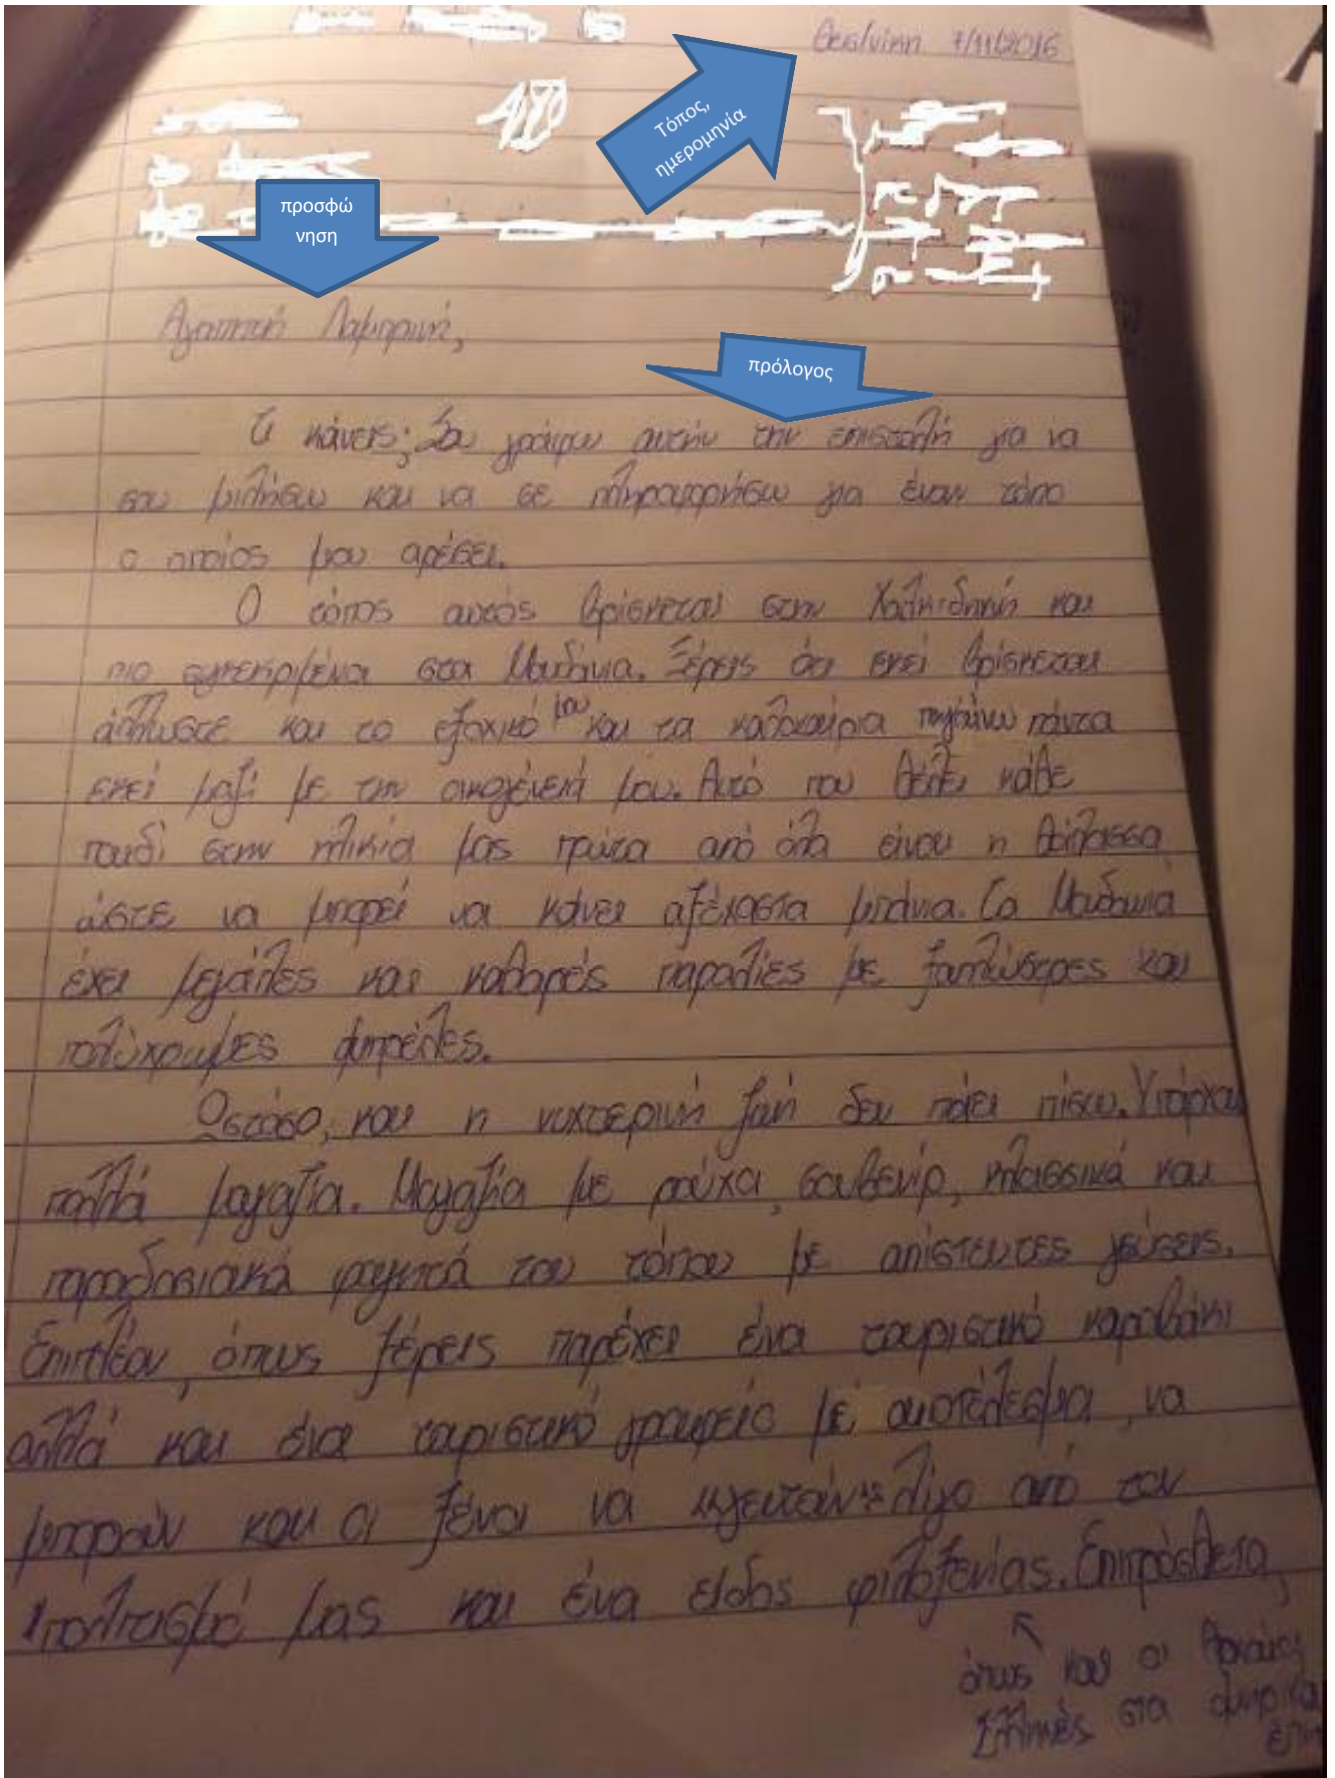 Θεσ/νίκη 7/11/2016
Τόπος,
ημερομηνία
προσφώ
νηση
Αγαπητή Λαμπρινή,
πρόλογος
Τι κάνεις; Σου γράφω αυτήν την επιστολή για να
σου μιλήσω και να σε πληροφορήσω για έναν τόπο
ο οποίος μου αρέσει.
Ο τόπος αυτός βρίσκεται στην Χαλκιδική και
πιο συγκεκριμένα στα Μουδανιά. Ξέρεις ότι εκεί βρίσκεται
άλλωστε και το εξοχικό μου και τα καλοκαίρια πηγαίνω πάντα
εκεί μαζί με την οικογένειά μου. Αυτό που θέλει κάθε
παιδί στην ηλικία μας πρώτα από όλα είναι η θάλασσα
ώστε να μπορεί να κάνει αξέχαστα μπάνια. Τα Μουδανιά
έχει μεγάλες και καθαρές παραλίες με ξαπλώστρες και
πολύχρωμες ομπρέλες.
Ωστόσο, και η νυχτερινή ζωή δεν πάει πίσω. Υπάρχουν
πολλά μαγαζιά. Μαγαζία με ρούχα, σουβενίρ, κλασσικά και
παραδοσιακά φαγητά του τόπου με απίστευτες γεύσεις.
Επιπλέον, όπως ξέρεις παρέχει ένα τουριστικό καραβάκι
αλλά και ένα τουριστικό γραφείο με αποτέλεσμα, να
μπορούν και οι ξένοι να λίγο από τον
πολιτισμό μας και ένα είδος φιλοξενίας. Επιπρόσθετα,
όπως και οι Αρχαίοι
Έλληνες στα